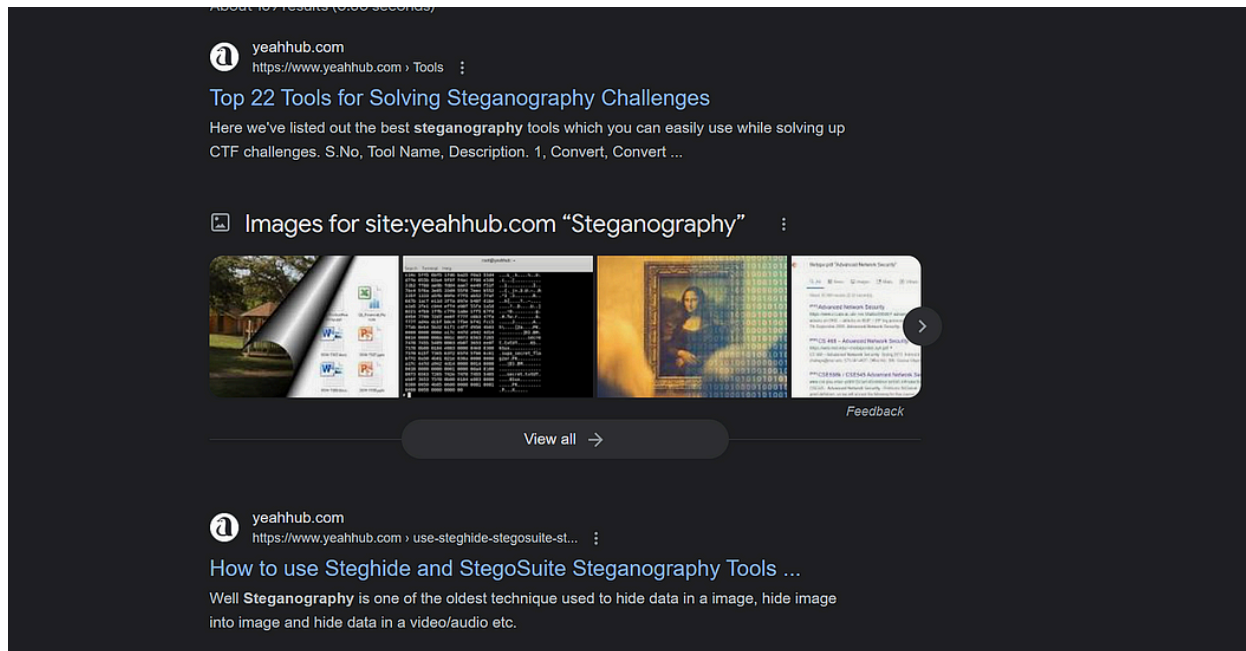 yeahhub.com
https://www.yeahhub.com › Tools
Top 22 Tools for Solving Steganography Challenges
Here we've listed out the best steganography tools which you can easily use while solving up
CTF challenges. S.No, Tool Name, Description. 1, Convert, Convert ...
Images for site:yeahhub.com “Steganography”
Feedback
View all →
yeahhub.com
https://www.yeahhub.com › use-steghide-stegosuite-st...
How to use Steghide and StegoSuite Steganography Tools ...
Well Steganography is one of the oldest technique used to hide data in a image, hide image
into image and hide data in a video/audio etc.